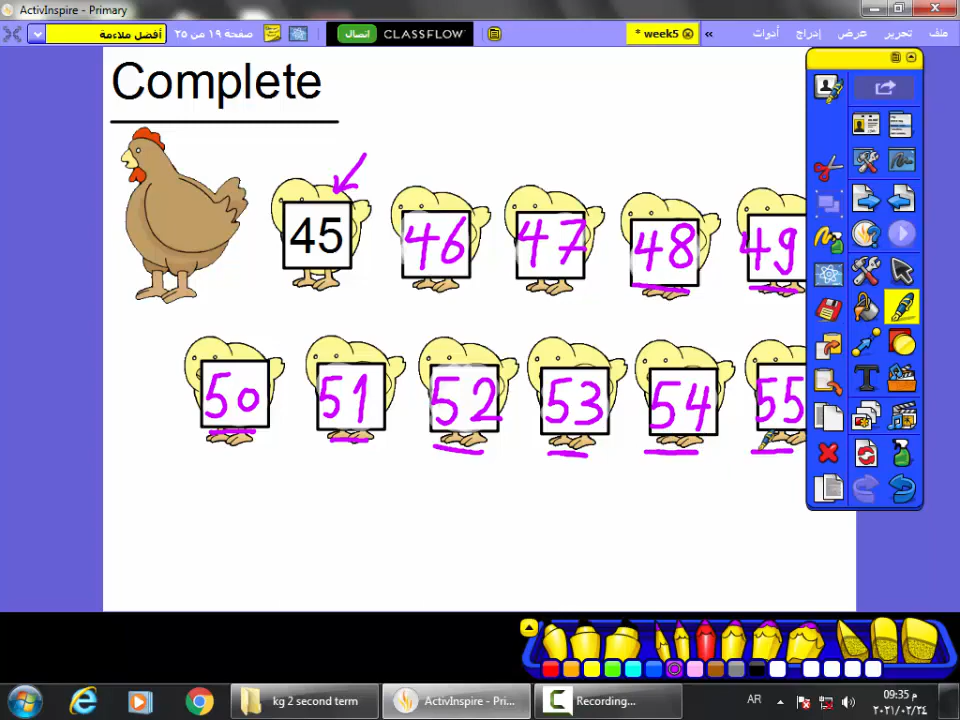 ActivInspire - Primary
أفضل ملاءمة
صفحة ١٩ من ٢٥
اتصال CLASSFLOW
* week5
«
أدوات
إدراج
عرض
تحرير
ملف
Complete
45 46 47 48 49
50 51 52 53 54 55
kg 2 second term
ActivInspire - Pri...
Recording...
AR
09:35 م
٢٠٢١/٠٢/٢٤